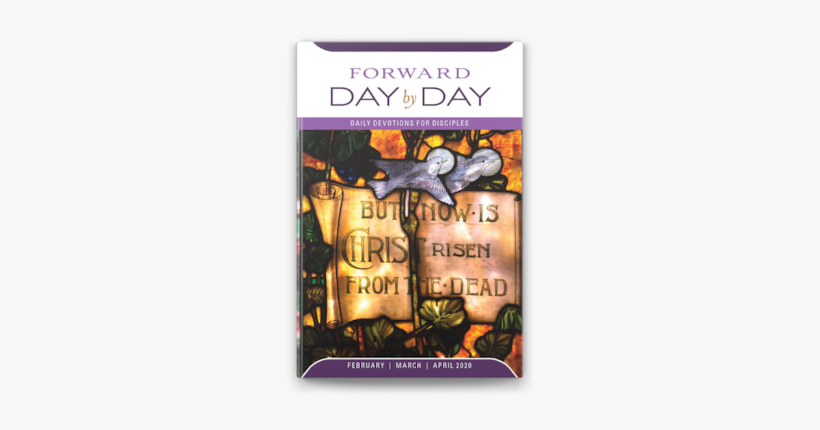 FORWARD
DAY by DAY
DAILY DEVOTIONS FOR DISCIPLES
BUT NOW·IS
CHRIST RISEN
FROM THE·DEAD
FEBRUARY | MARCH | APRIL 2020